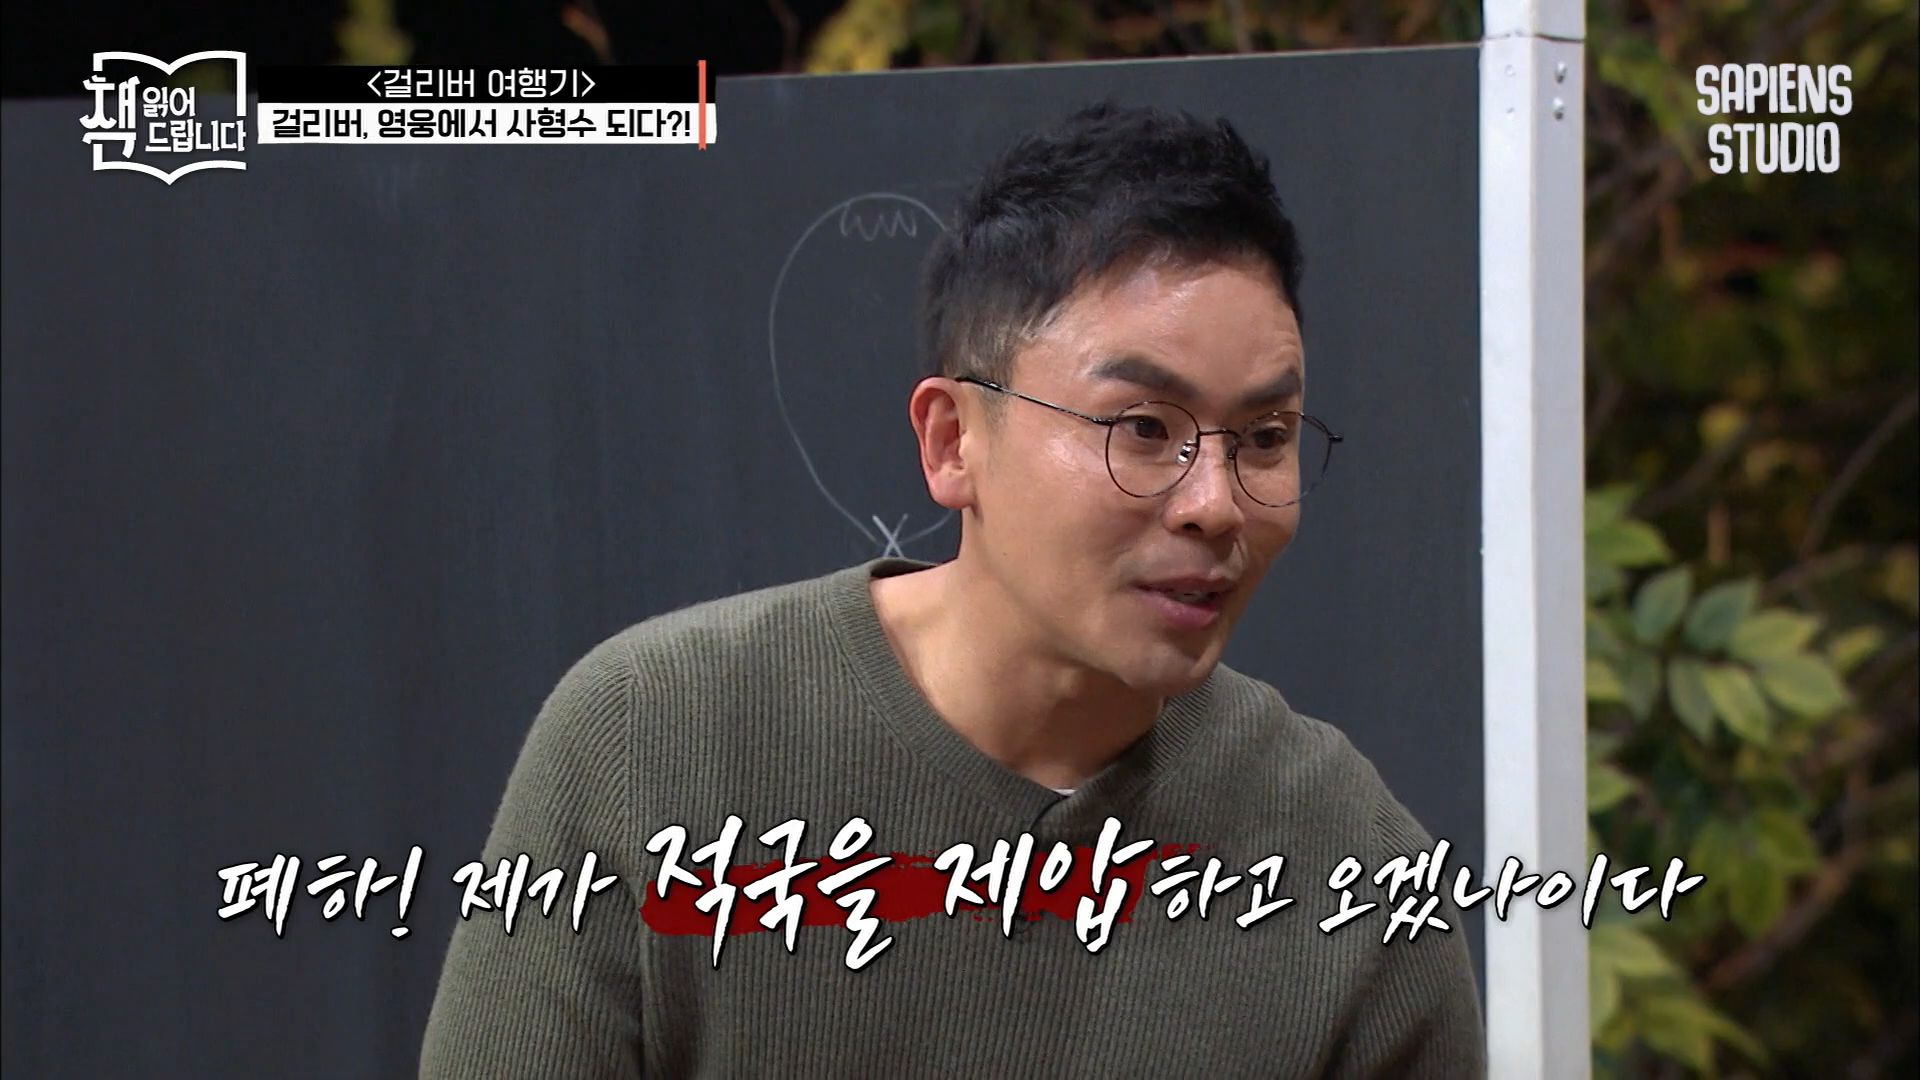 책 읽어
드립니다
<걸리버 여행기>
걸리버, 영웅에서 사형수 되다?!
SAPIENS
STUDIO
폐하! 제가 적국을 제압하고 오겠나이다